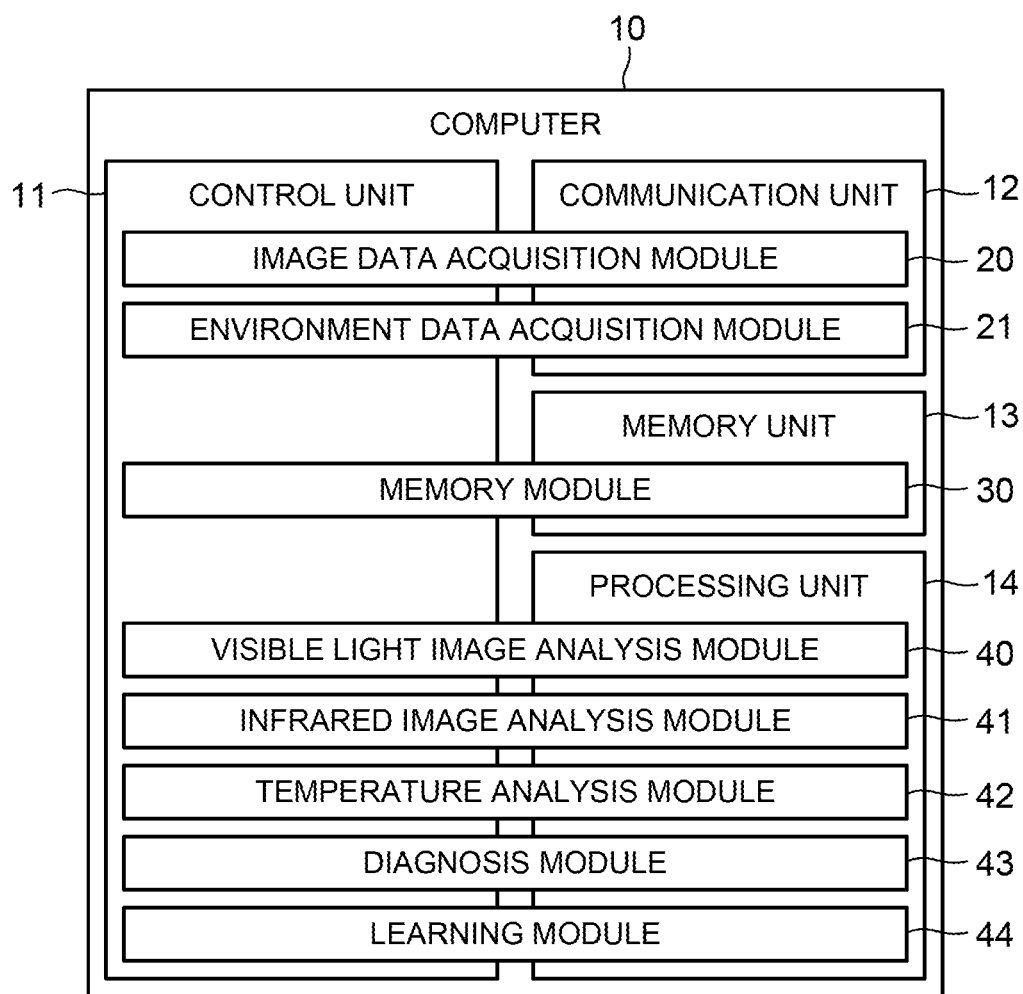 10
COMPUTER
11
CONTROL UNIT
COMMUNICATION UNIT
12
IMAGE DATA ACQUISITION MODULE
20
ENVIRONMENT DATA ACQUISITION MODULE
21
MEMORY UNIT
13
MEMORY MODULE
30
PROCESSING UNIT
14
VISIBLE LIGHT IMAGE ANALYSIS MODULE
40
INFRARED IMAGE ANALYSIS MODULE
41
TEMPERATURE ANALYSIS MODULE
42
DIAGNOSIS MODULE
43
LEARNING MODULE
44